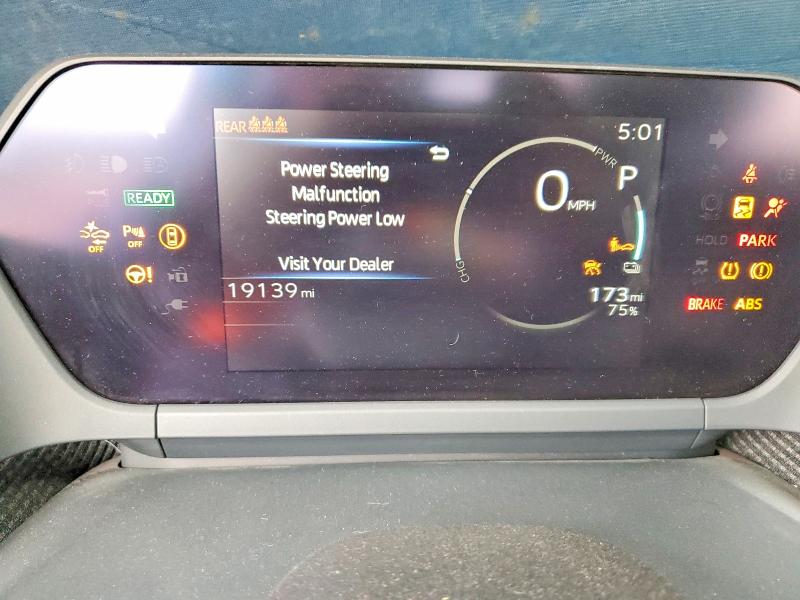 REAR
5:01
PWR
Power Steering
Malfunction
Steering Power Low
Visit Your Dealer
P
0 MPH
READY
OFF
P
OFF
HOLD PARK
CHG
19139 mi
173 mi
75%
BRAKE ABS